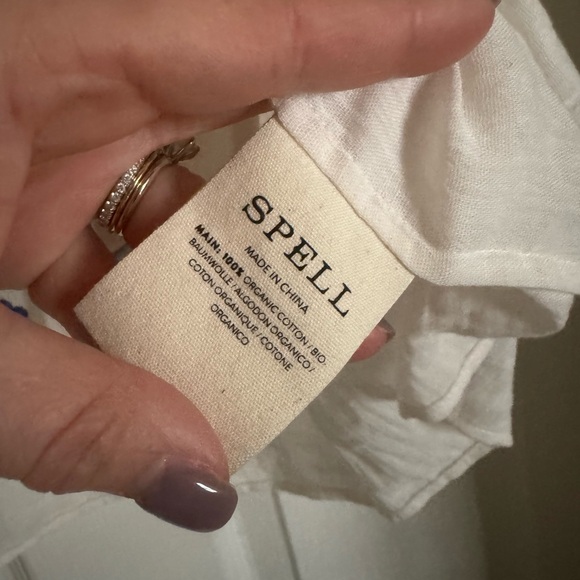 SPELL
MADE IN CHINA
MAIN: 100% ORGANIC COTTON / BIO-
BAUMWOLLE / ALGODON ORGANICO /
COTON ORGANIQUE / COTONE
ORGANICO